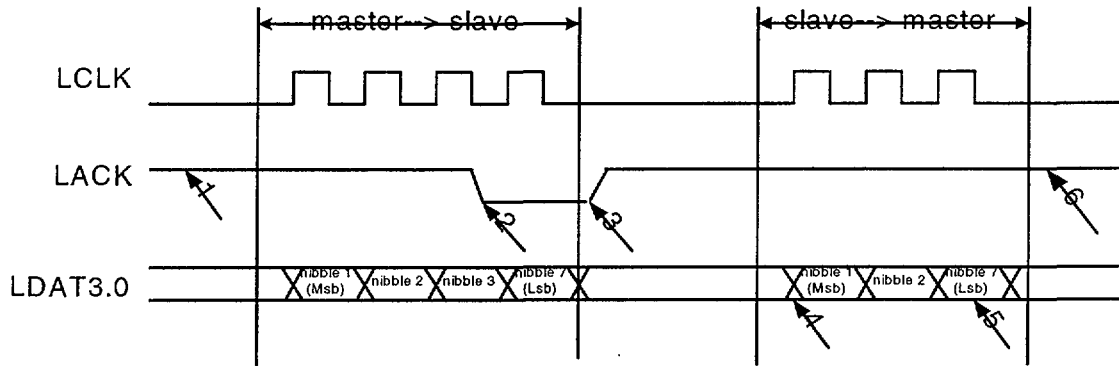 master--> slave
slave--> master
LCLK
LACK
1
2
3
6
LDAT3.0
nibble 1
(Msb)
nibble 2
nibble 3
nibble 7
(Lsb)
nibble 1
(Msb)
nibble 2
nibble 7
(Lsb)
4
5